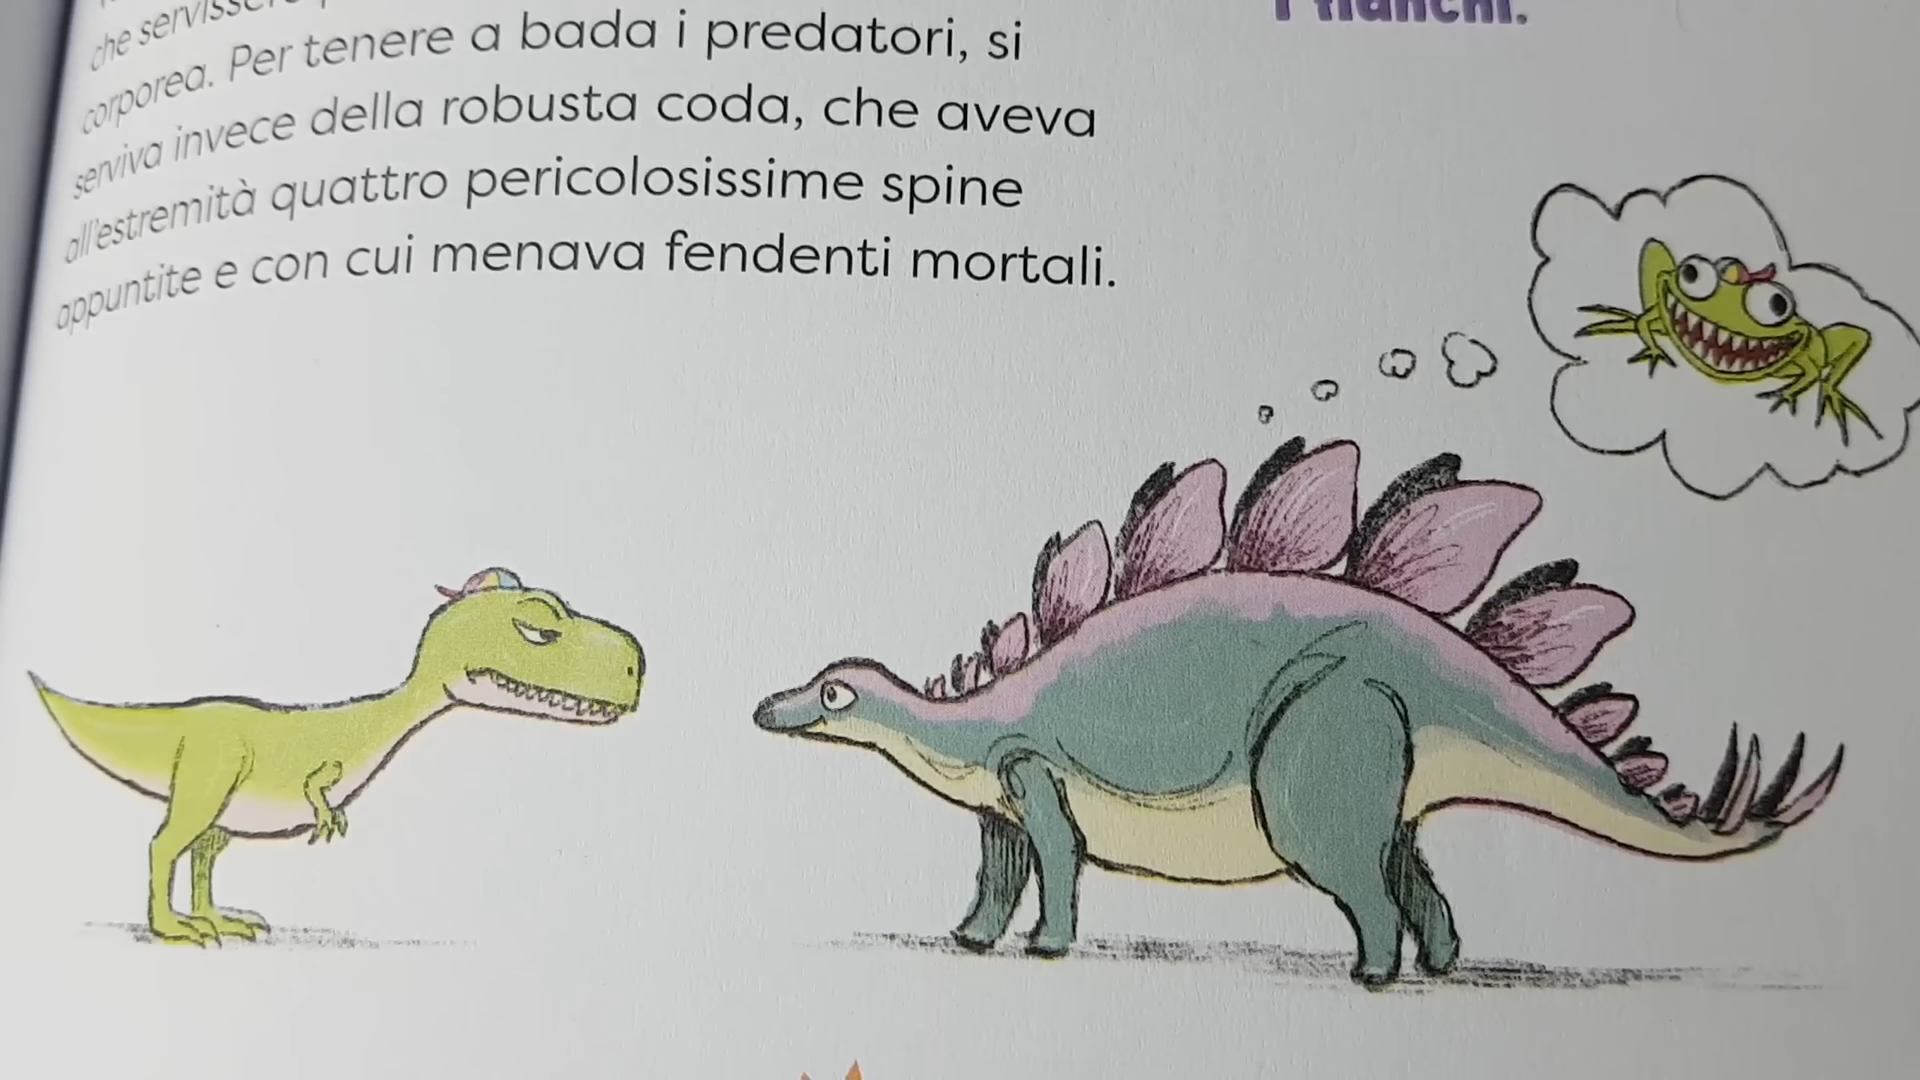 che servissero
corporea. Per tenere a bada i predatori, si
serviva invece della robusta coda, che aveva
all'estremità quattro pericolosissime spine
appuntite e con cui menava fendenti mortali.
i fianchi.